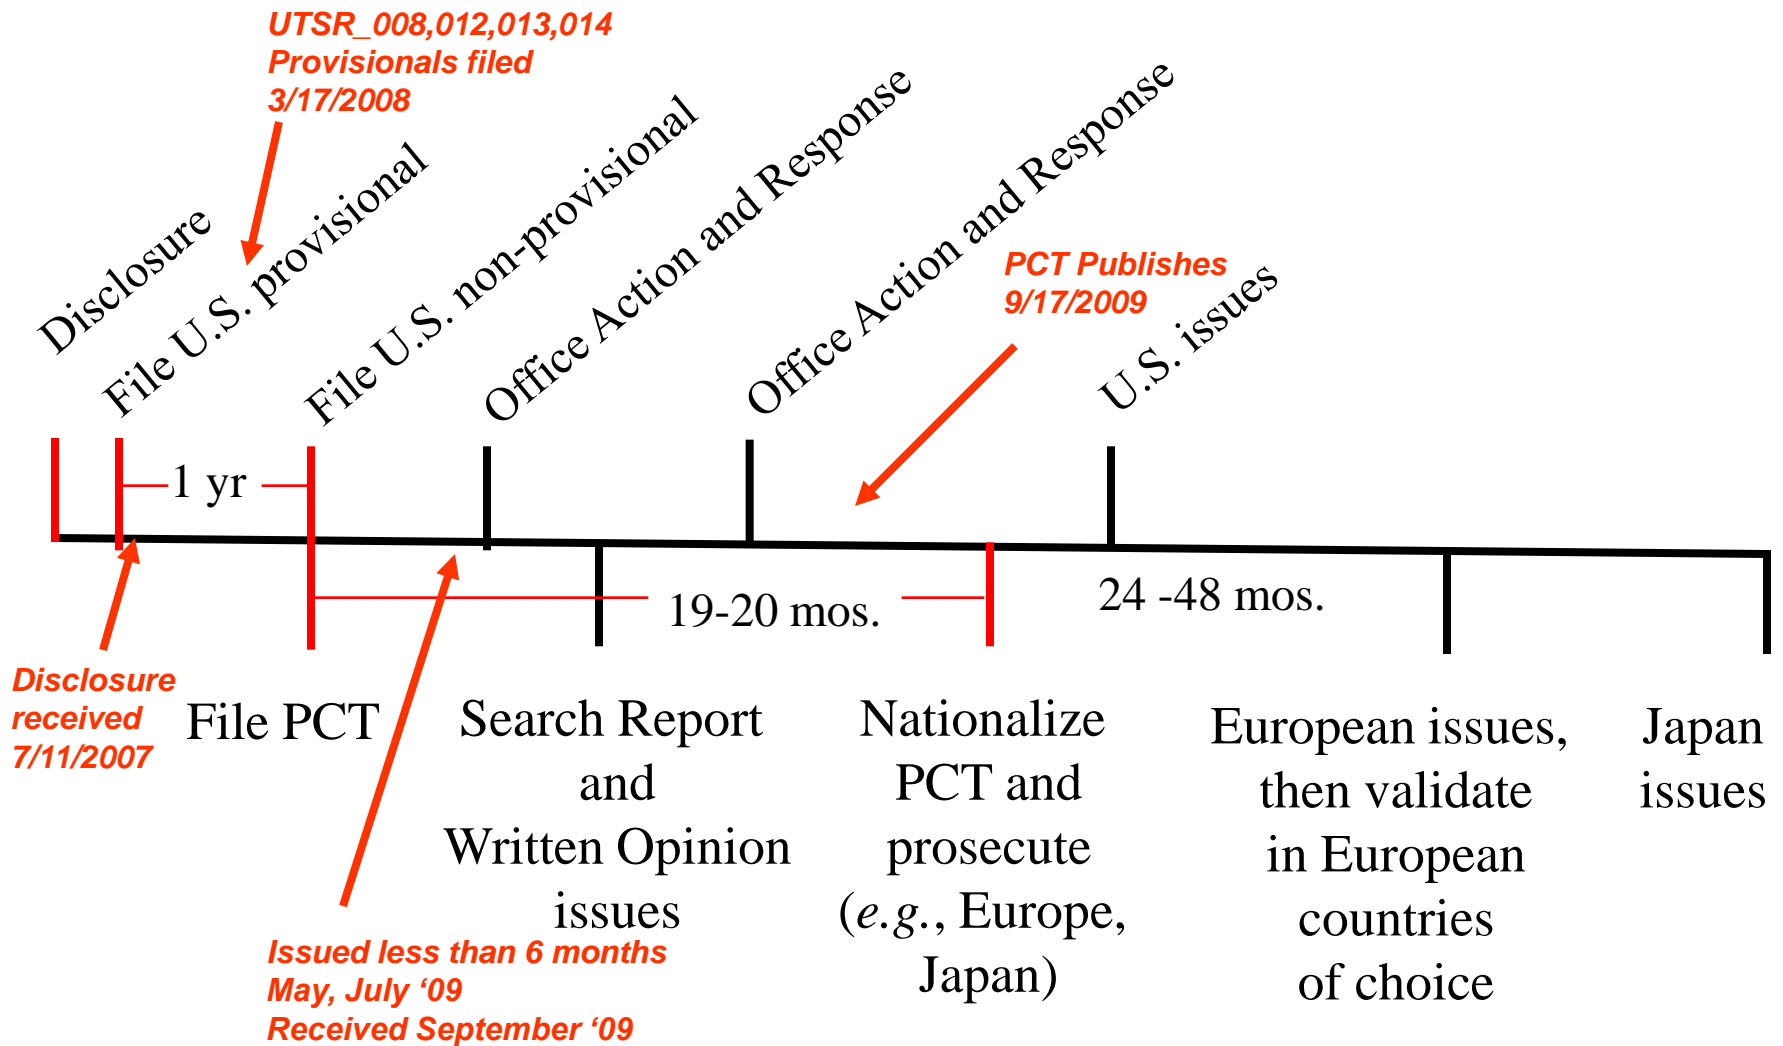 UTSR_008,012,013,014
Provisionals filed
3/17/2008
Disclosure
File U.S. provisional
File U.S. non-provisional
Office Action and Response
Office Action and Response
PCT Publishes
9/17/2009
U.S. issues
1 yr
19-20 mos.
24 -48 mos.
Disclosure
received
7/11/2007
File PCT
Search Report
and
Written Opinion
issues
Nationalize
PCT and
prosecute
(e.g., Europe,
Japan)
European issues,
then validate
in European
countries
of choice
Japan
issues
Issued less than 6 months
May, July ‘09
Received September ‘09